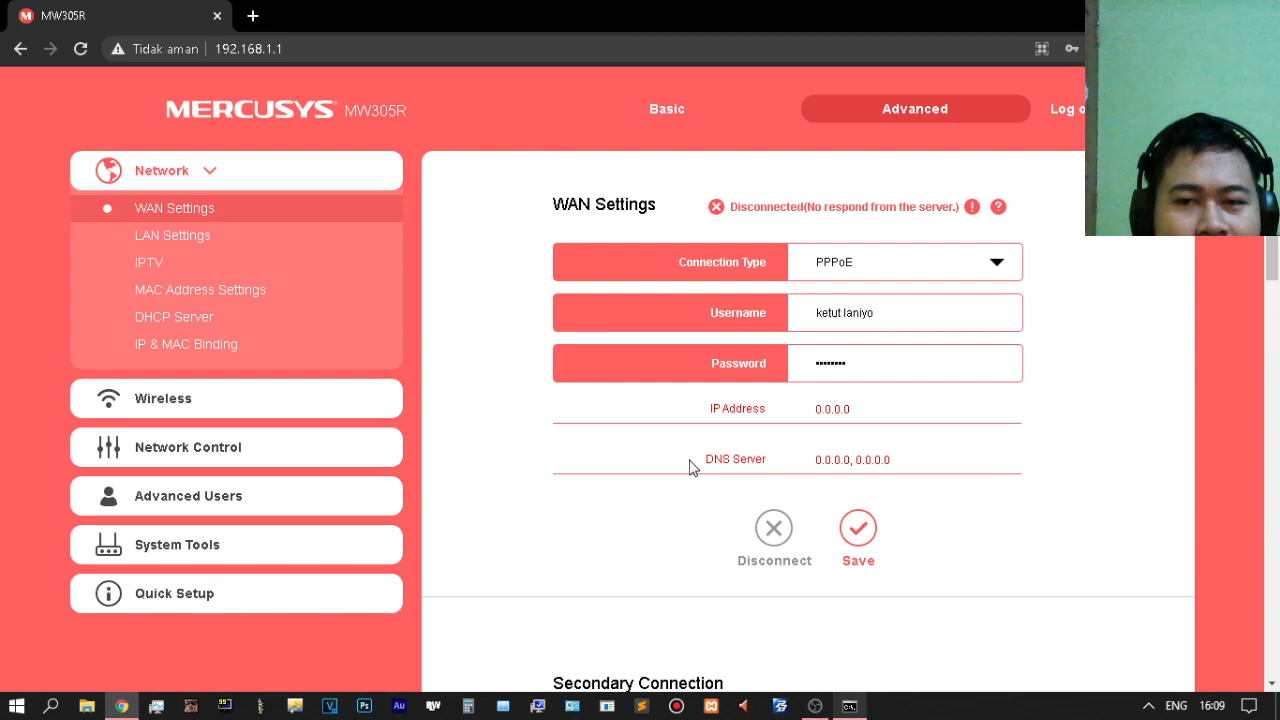 MW305R
Tidak aman
192.168.1.1
MERCUSYS MW305R
Basic
Advanced
Log o
Network
WAN Settings
LAN Settings
IPTV
MAC Address Settings
DHCP Server
IP & MAC Binding
Wireless
Network Control
Advanced Users
System Tools
Quick Setup
WAN Settings
Disconnected(No respond from the server.)
Connection Type PPPoE
Username ketut laniyo
Password ••••••••
IP Address 0.0.0.0
DNS Server 0.0.0.0, 0.0.0.0
Disconnect
Save
Secondary Connection
ENG 16:09